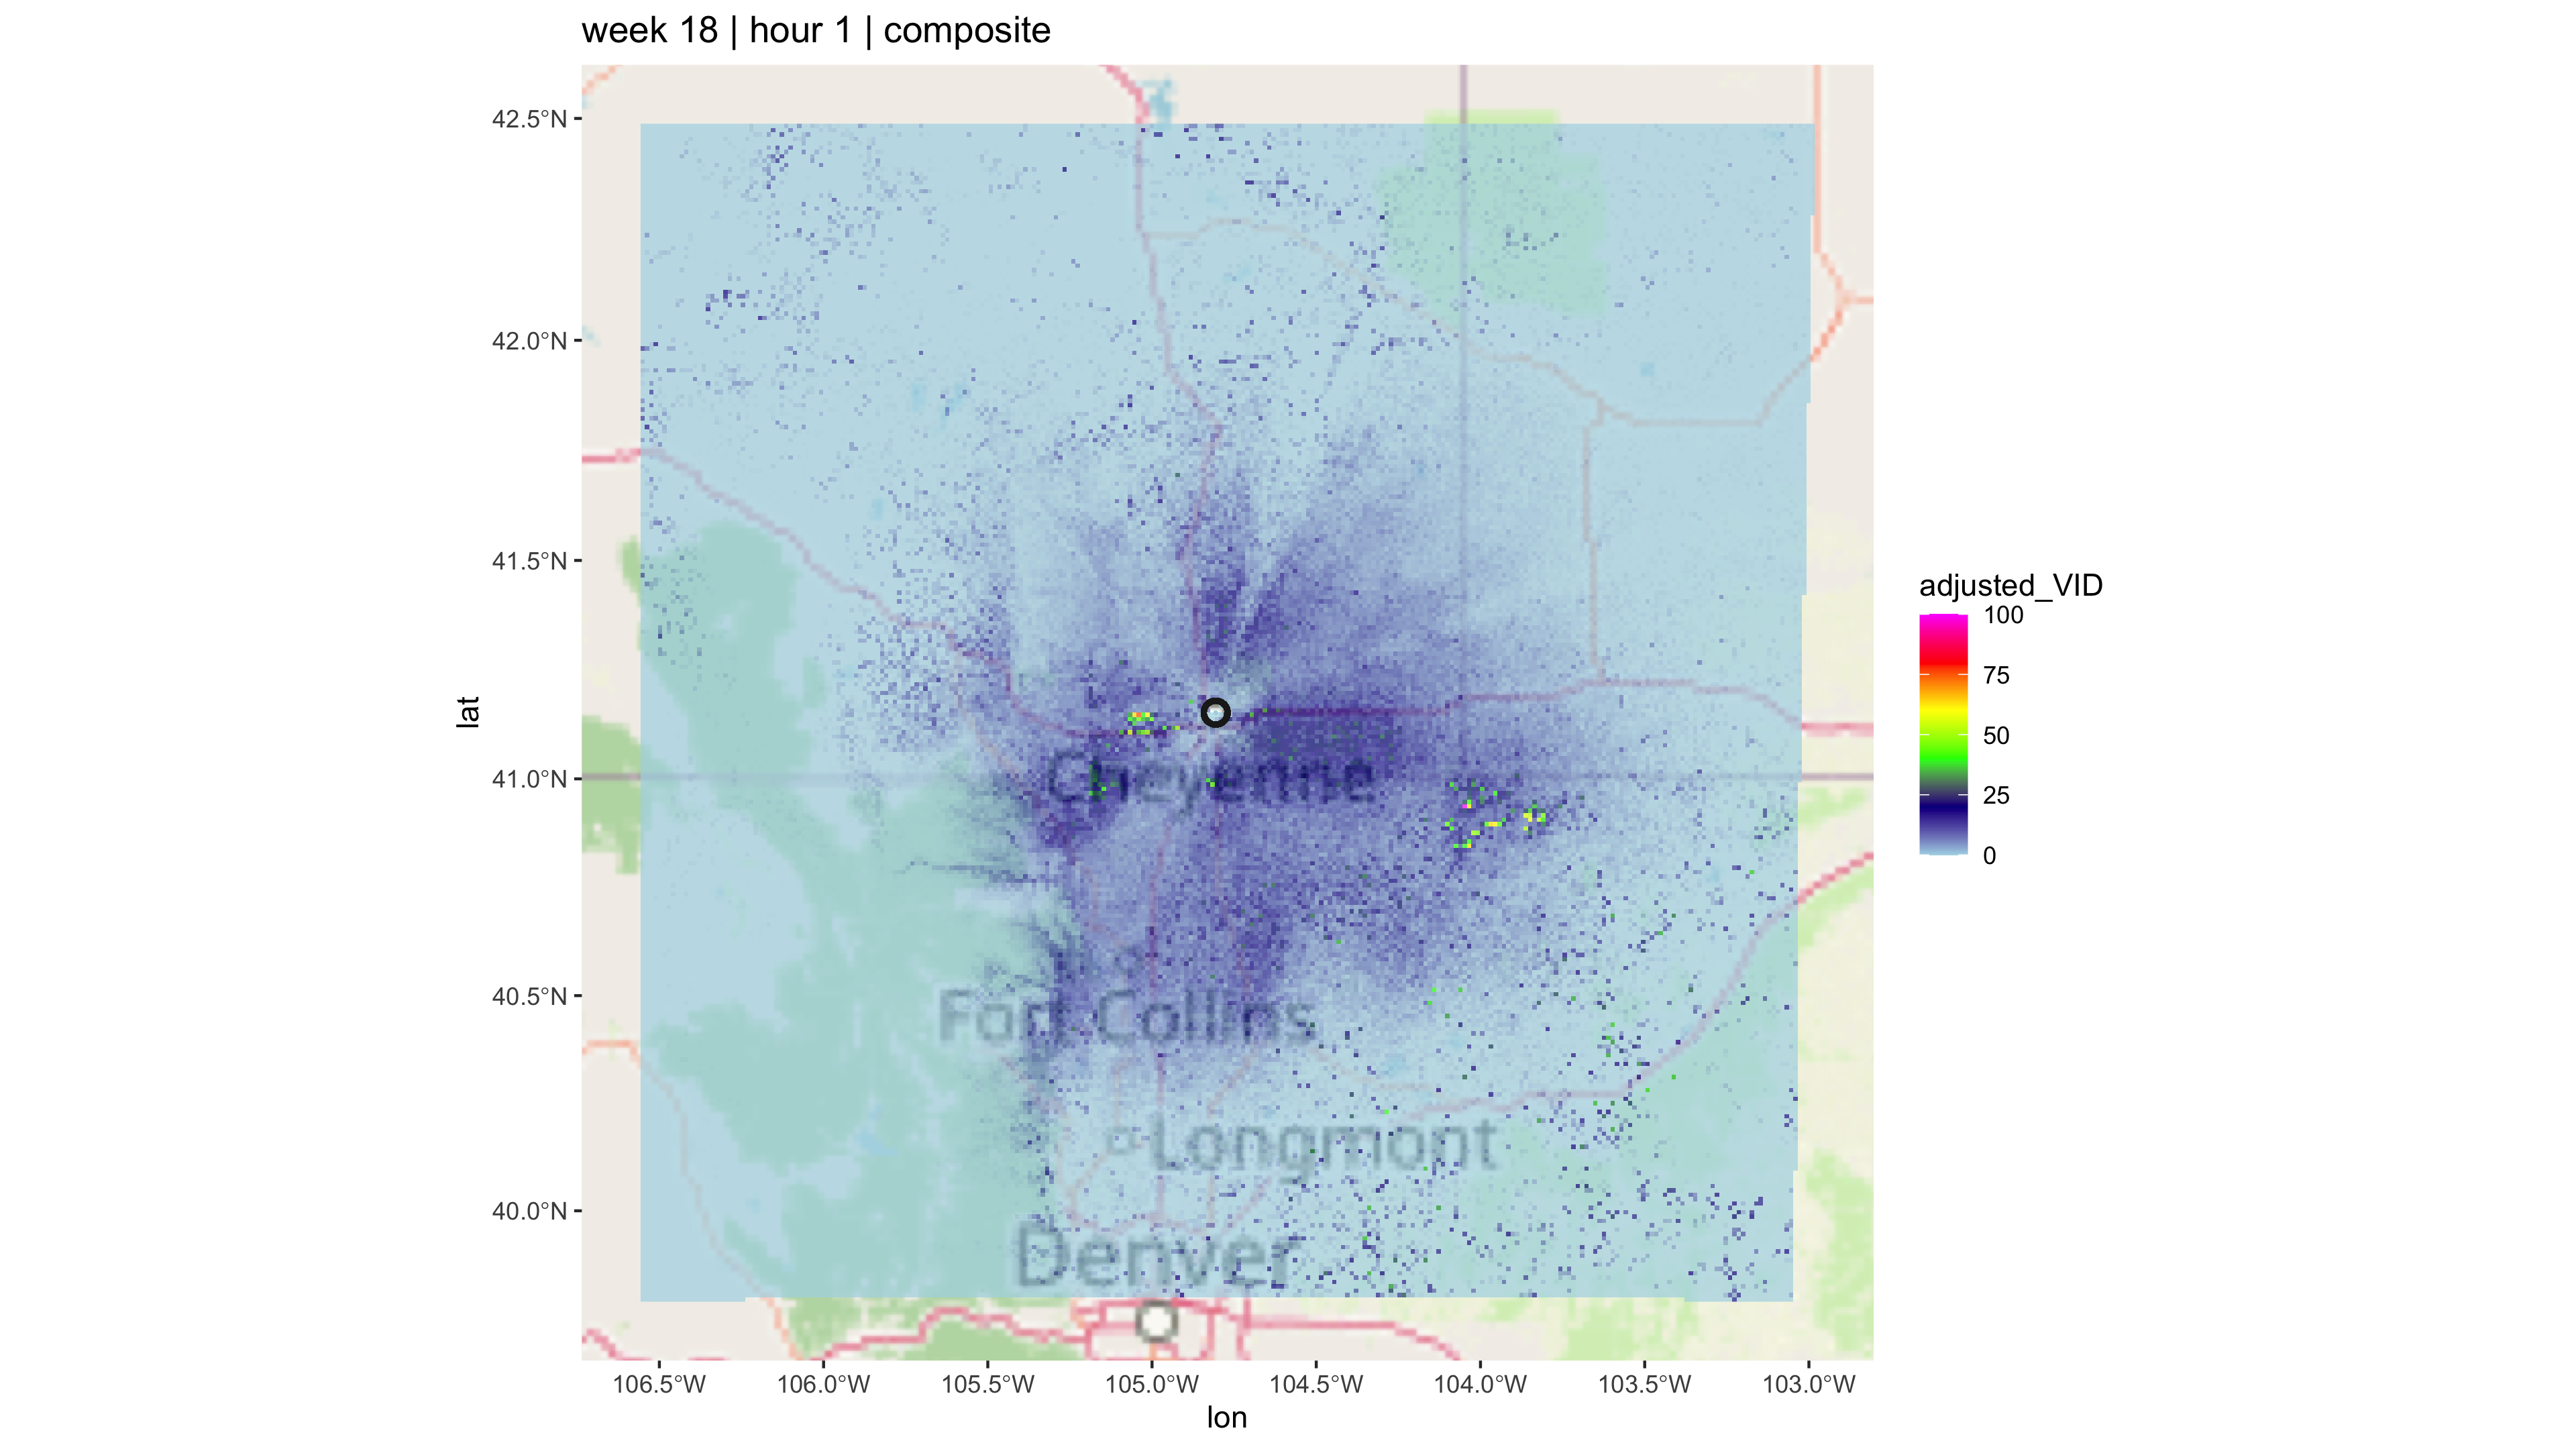 week 18 | hour 1 | composite
42.5°N
42.0°N
41.5°N
41.0°N
40.5°N
40.0°N
lat
Cheyenne
Fort Collins
Longmont
Denver
106.5°W 106.0°W 105.5°W 105.0°W 104.5°W 104.0°W 103.5°W 103.0°W
lon
adjusted_VID
100
75
50
25
0